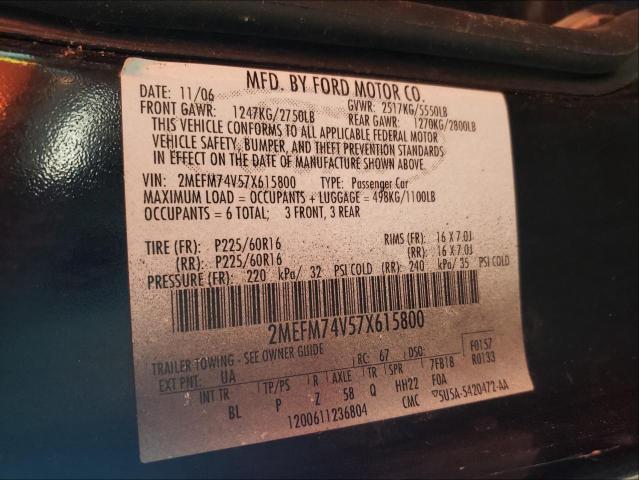 MFD. BY FORD MOTOR CO.
DATE: 11/06 GVWR: 2517KG/5550LB
FRONT GAWR: 1247KG/2750LB REAR GAWR: 1270KG/2800LB
THIS VEHICLE CONFORMS TO ALL APPLICABLE FEDERAL MOTOR
VEHICLE SAFETY, BUMPER, AND THEFT PREVENTION STANDARDS
IN EFFECT ON THE DATE OF MANUFACTURE SHOWN ABOVE.
VIN: 2MEFM74V57X615800 TYPE: Passenger Car
MAXIMUM LOAD = OCCUPANTS + LUGGAGE = 498KG/1100LB
OCCUPANTS = 6 TOTAL; 3 FRONT, 3 REAR
TIRE (FR): P225/60R16 RIMS (FR): 16 X 7.0J
(RR): P225/60R16 (RR): 16 X 7.0J
PRESSURE (FR): 220 kPa/ 32 PSI COLD (RR): 240 kPa/ 35 PSI COLD
2MEFM74V57X615800
TRAILER TOWING - SEE OWNER GUIDE F0157
EXT PNT: UA RC: 67 DSO: R0133
INT TR TP/PS R AXLE TR SPR 7FB18
BL P Z 58 Q HH22 F0A
1200611236804 CMC 5U5A-5420472-AA